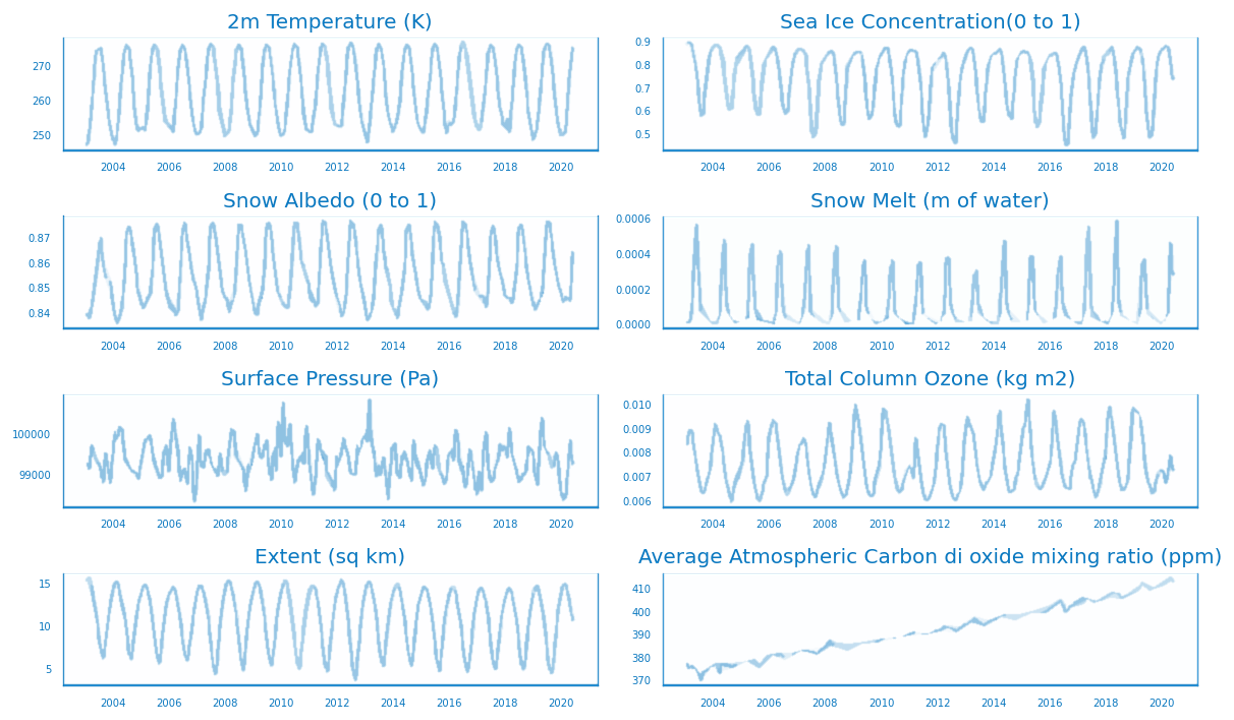 2m Temperature (K)
270
260
250
2004 2006 2008 2010 2012 2014 2016 2018 2020
Sea Ice Concentration(0 to 1)
0.9
0.8
0.7
0.6
0.5
2004 2006 2008 2010 2012 2014 2016 2018 2020
Snow Albedo (0 to 1)
0.87
0.86
0.85
0.84
2004 2006 2008 2010 2012 2014 2016 2018 2020
Snow Melt (m of water)
0.0006
0.0004
0.0002
0.0000
2004 2006 2008 2010 2012 2014 2016 2018 2020
Surface Pressure (Pa)
100000
99000
2004 2006 2008 2010 2012 2014 2016 2018 2020
Total Column Ozone (kg m2)
0.010
0.009
0.008
0.007
0.006
2004 2006 2008 2010 2012 2014 2016 2018 2020
Extent (sq km)
15
10
5
2004 2006 2008 2010 2012 2014 2016 2018 2020
Average Atmospheric Carbon di oxide mixing ratio (ppm)
410
400
390
380
370
2004 2006 2008 2010 2012 2014 2016 2018 2020